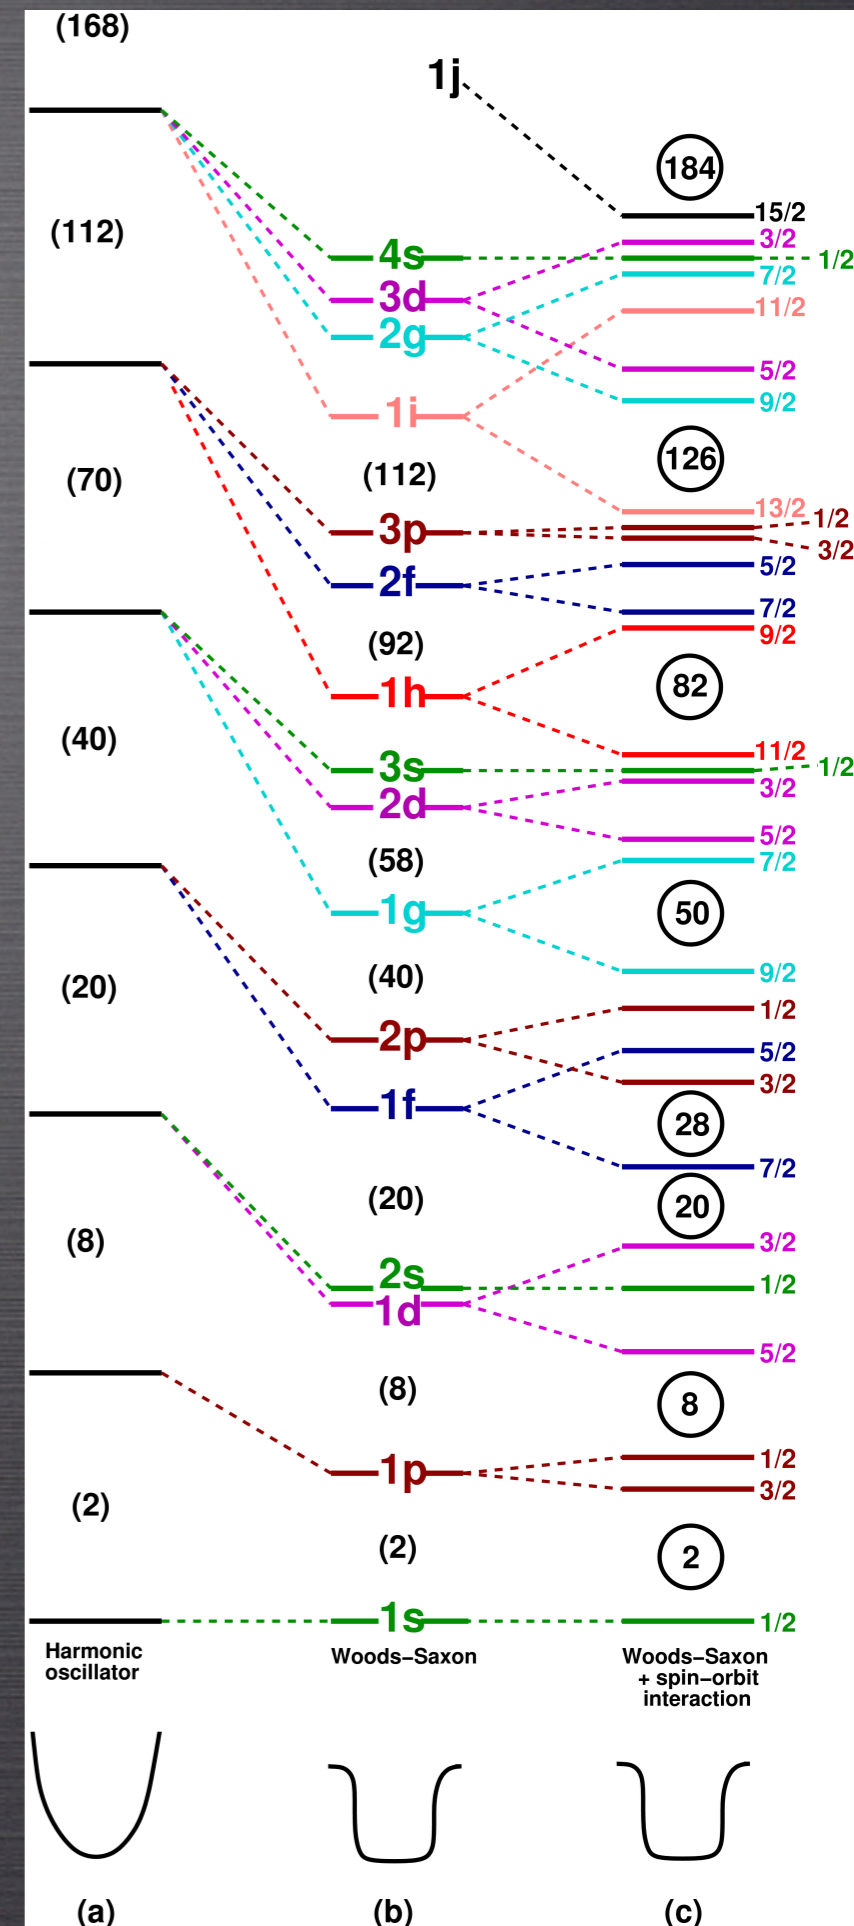 (168)
1j
184
15/2
3/2
(112)
4s
1/2
7/2
3d
11/2
2g
5/2
9/2
1i
126
(70)
(112)
13/2
1/2
3p
3/2
5/2
2f
7/2
9/2
(92)
82
1h
(40)
11/2
3s
1/2
3/2
2d
5/2
(58)
7/2
1g
50
(20)
(40)
9/2
1/2
2p
5/2
3/2
1f
28
7/2
(20)
20
(8)
3/2
2s
1/2
1d
5/2
(8)
8
1p
1/2
3/2
(2)
(2)
2
1s
1/2
Harmonic
oscillator
Woods–Saxon
Woods–Saxon
+ spin–orbit
interaction
(a)
(b)
(c)